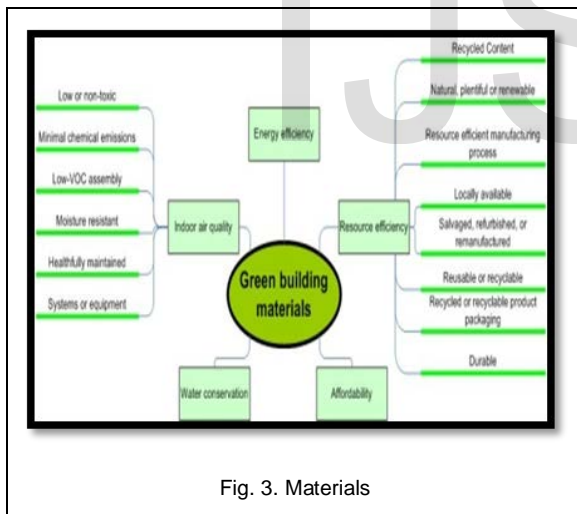 Low or non-toxic
Minimal chemical emissions
Low-VOC assembly
Moisture resistant
Healthfully maintained
Systems or equipment
Indoor air quality
Energy efficiency
Green building
materials
Water conservation
Affordability
Resource efficiency
Recycled Content
Natural, plentiful or renewable
Resource efficient manufacturing
process
Locally available
Salvaged, refurbished, or
remanufactured
Reusable or recyclable
Recycled or recyclable product
packaging
Durable
Fig. 3. Materials